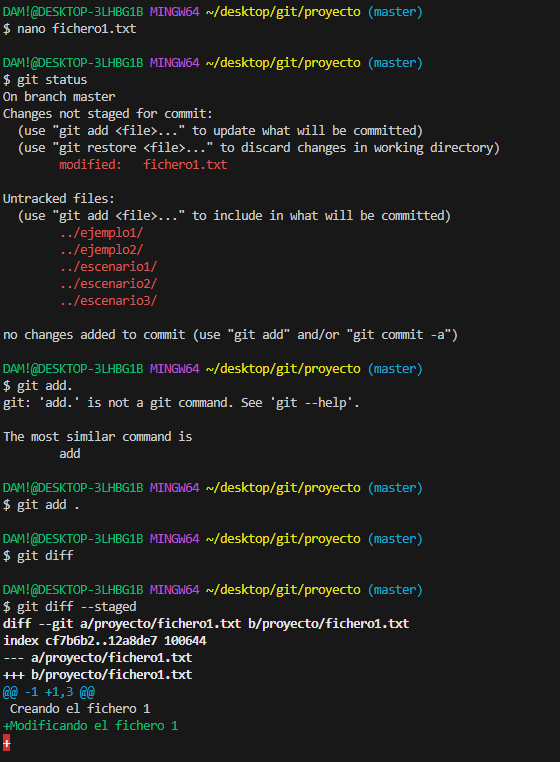 DAM!@DESKTOP-3LHBG1B MINGW64 ~/desktop/git/proyecto (master)
$ nano fichero1.txt
DAM!@DESKTOP-3LHBG1B MINGW64 ~/desktop/git/proyecto (master)
$ git status
On branch master
Changes not staged for commit:
  (use "git add <file>..." to update what will be committed)
  (use "git restore <file>..." to discard changes in working directory)
        modified:   fichero1.txt
Untracked files:
  (use "git add <file>..." to include in what will be committed)
        ../ejemplo1/
        ../ejemplo2/
        ../escenario1/
        ../escenario2/
        ../escenario3/
no changes added to commit (use "git add" and/or "git commit -a")
DAM!@DESKTOP-3LHBG1B MINGW64 ~/desktop/git/proyecto (master)
$ git add.
git: 'add.' is not a git command. See 'git --help'.
The most similar command is
        add
DAM!@DESKTOP-3LHBG1B MINGW64 ~/desktop/git/proyecto (master)
$ git add .
DAM!@DESKTOP-3LHBG1B MINGW64 ~/desktop/git/proyecto (master)
$ git diff
DAM!@DESKTOP-3LHBG1B MINGW64 ~/desktop/git/proyecto (master)
$ git diff --staged
diff --git a/proyecto/fichero1.txt b/proyecto/fichero1.txt
index cf7b6b2..12a8de7 100644
--- a/proyecto/fichero1.txt
+++ b/proyecto/fichero1.txt
@@ -1 +1,3 @@
 Creando el fichero 1
+Modificando el fichero 1
+